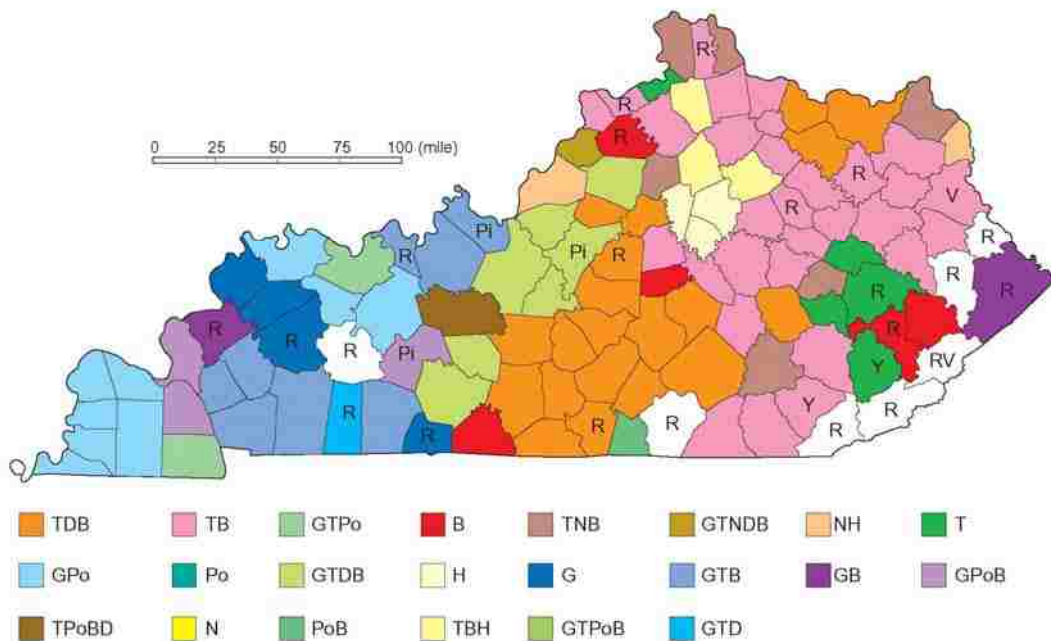 R
R
0 25 50 75 100 (mile)
R
R
R V
Pi R
Pi R R
R R
R R
R R Pi R
R Y RV
R R R R Y R R
TDB TB GTPo B TNB GTNDB NH T
GPo Po GTDB H G GTB GB GPoB
TPoBD N PoB TBH GTPoB GTD